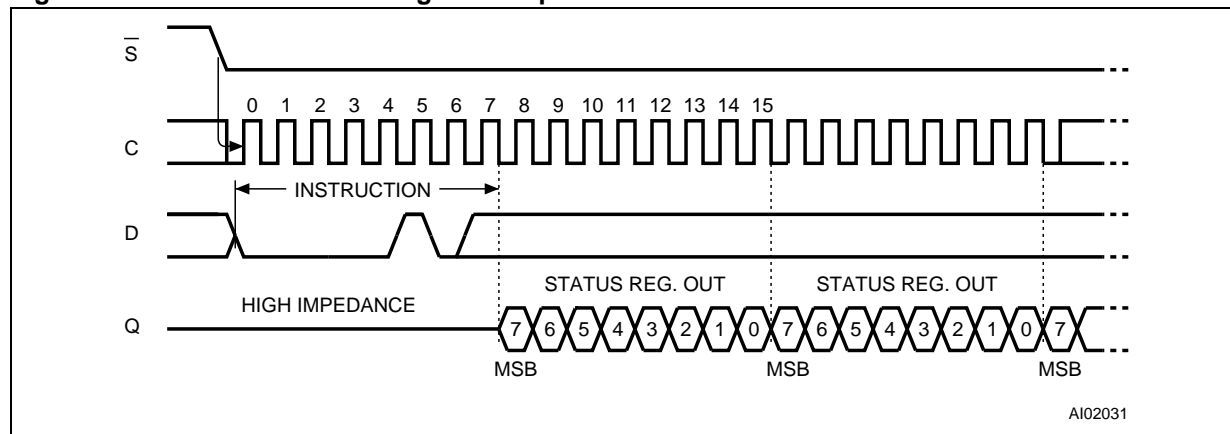 S
0 1 2 3 4 5 6 7 8 9 10 11 12 13 14 15
C
INSTRUCTION
D
STATUS REG. OUT STATUS REG. OUT
HIGH IMPEDANCE
Q 7 6 5 4 3 2 1 0 7 6 5 4 3 2 1 0 7
MSB MSB MSB
AI02031